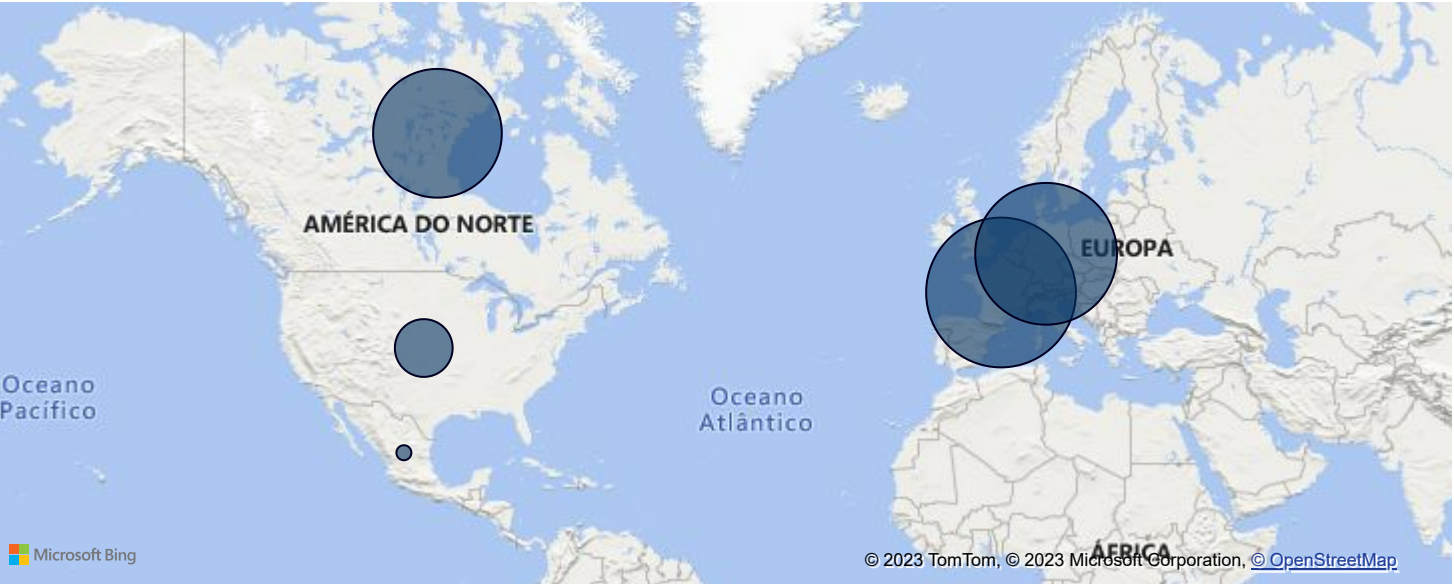 AMÉRICA DO NORTE
EUROPA
Oceano
Pacífico
Oceano
Atlântico
ÁFRICA
Microsoft Bing
© 2023 TomTom, © 2023 Microsoft Corporation, © OpenStreetMap